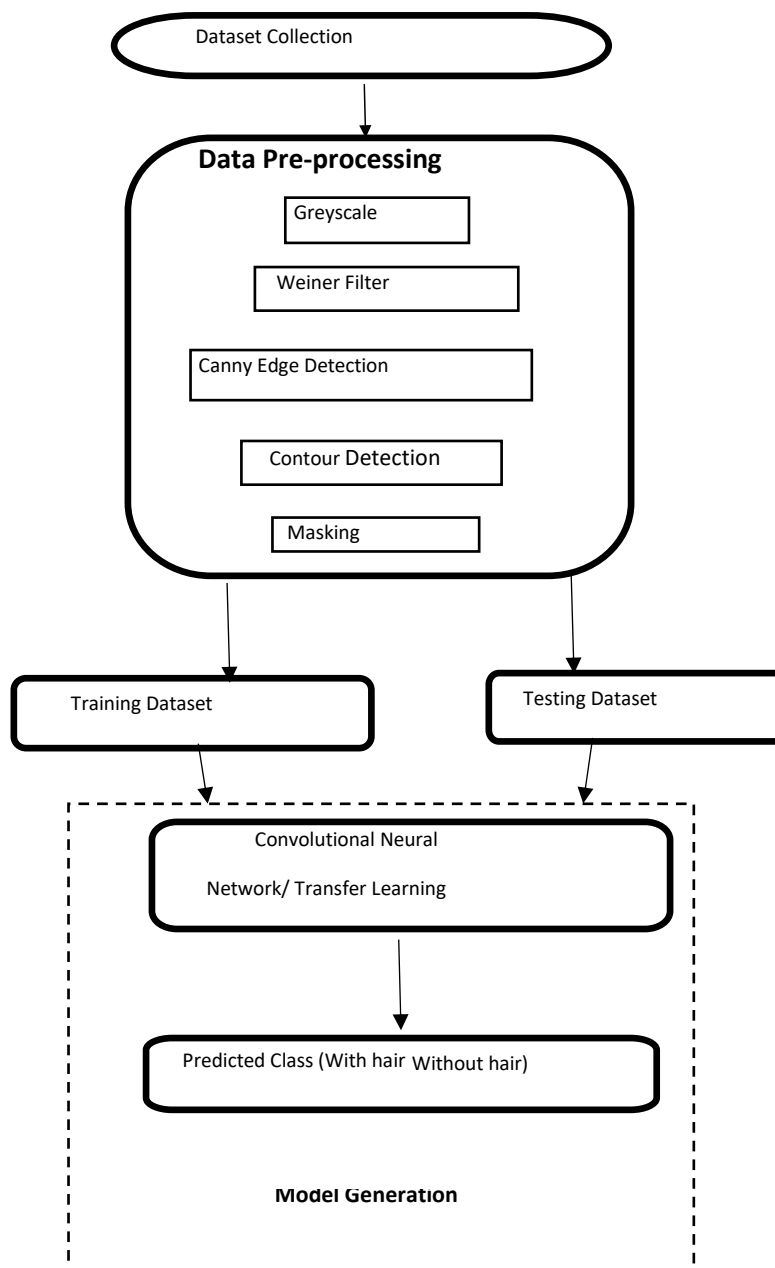 Dataset Collection
Data Pre-processing
Greyscale
Weiner Filter
Canny Edge Detection
Contour Detection
Masking
Training Dataset
Testing Dataset
Convolutional Neural
Network/ Transfer Learning
Predicted Class (With hair Without hair)
Model Generation